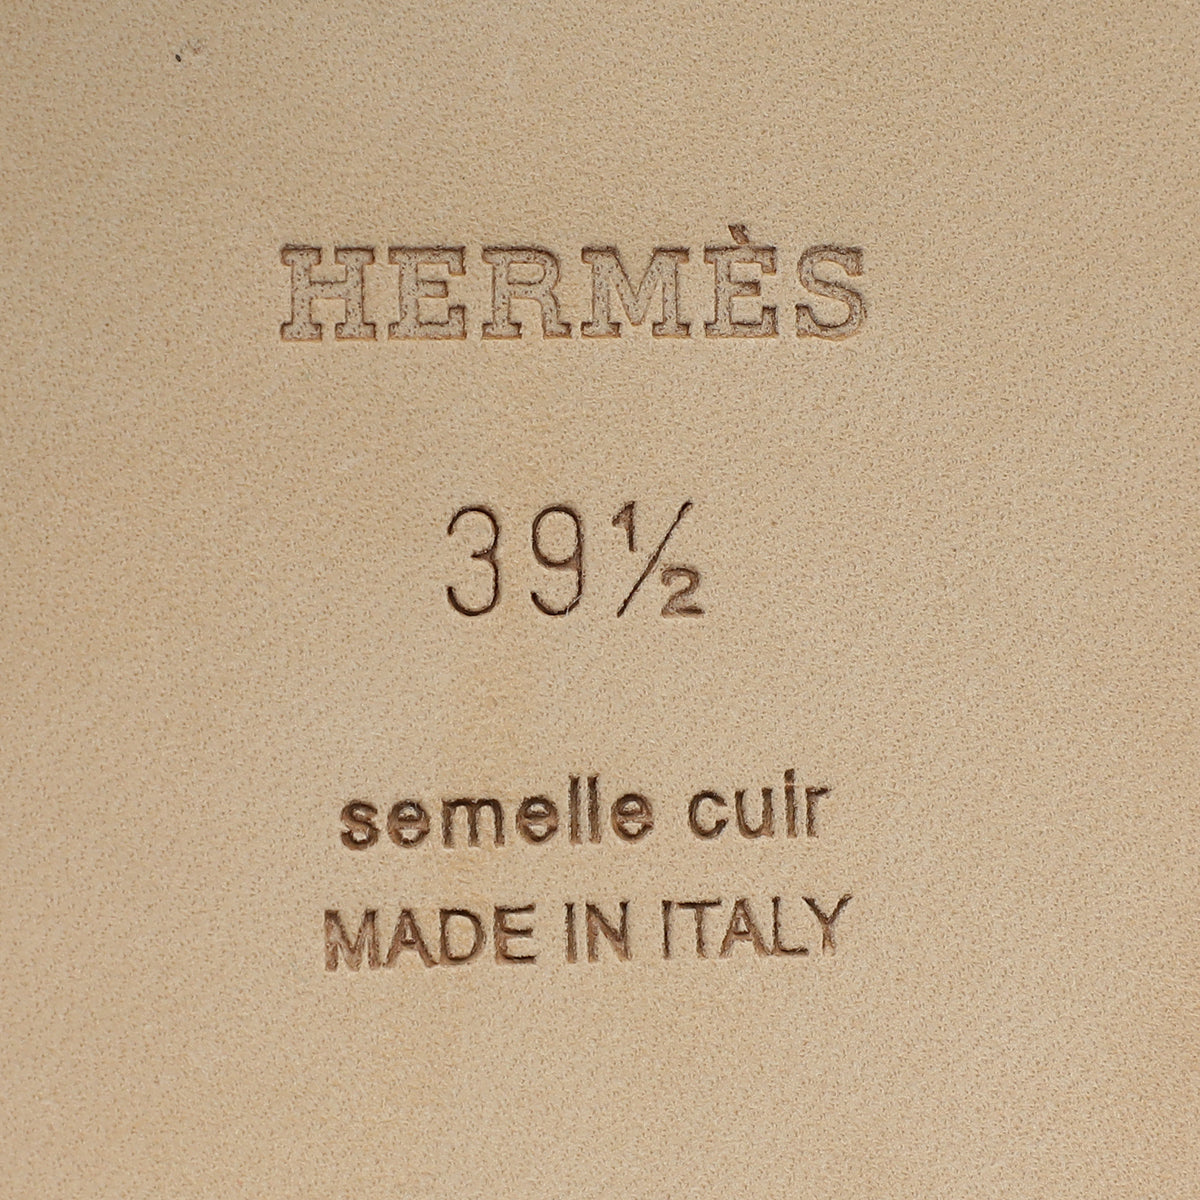 HERMÈS
39½
semelle cuir
MADE IN ITALY